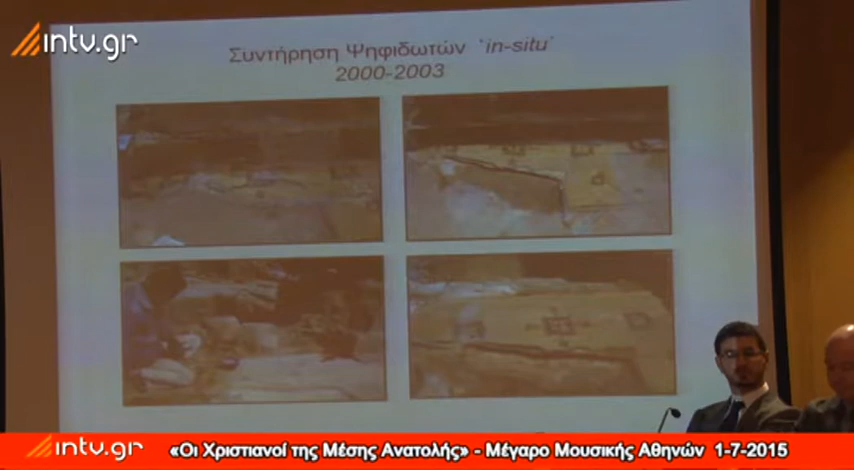 intv.gr
Συντήρηση Ψηφιδωτών `in-situ´
2000-2003
intv.gr «Οι Χριστιανοί της Μέσης Ανατολής» - Μέγαρο Μουσικής Αθηνών 1-7-2015